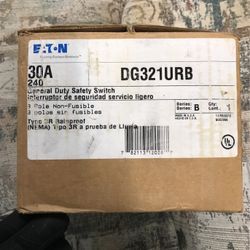 EATON
30A
DG321URB
240
General Duty Safety Switch
Interruptor de seguridad servicio ligero
Series: B
Qty: 1
3 Pole Non-Fusible
3 polos sin fusibles
Type 3R Rainproof
(NEMA) Tipo 3R a prueba de Lluvia